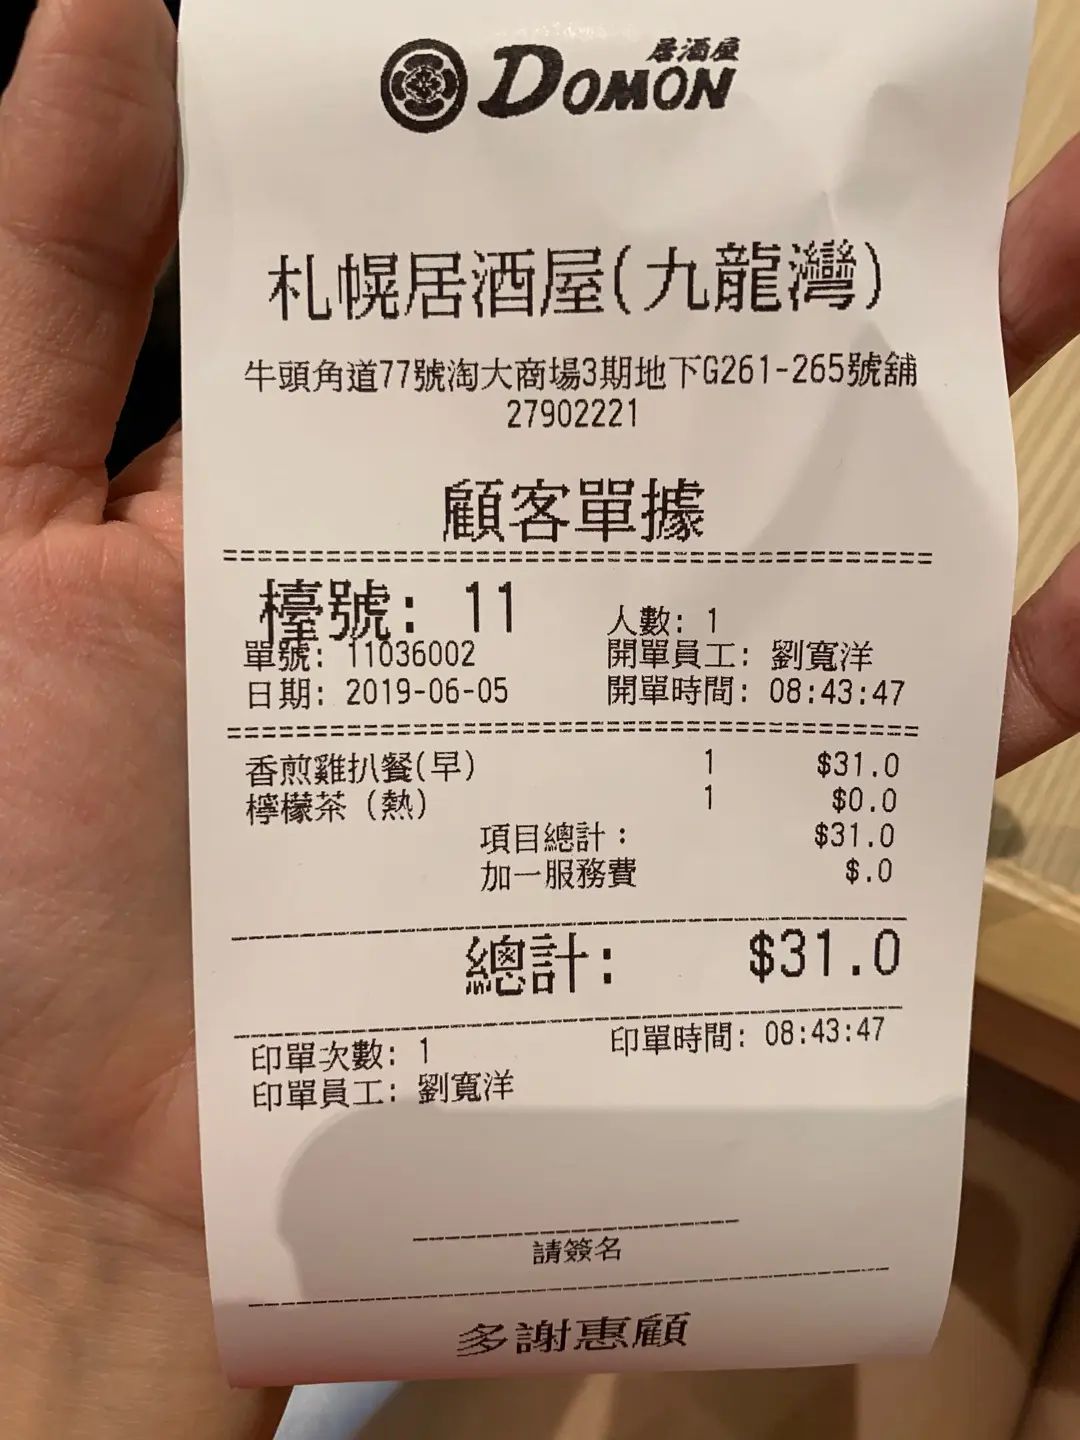 居酒屋
DOMON
札幌居酒屋(九龍灣)
牛頭角道77號淘大商場3期地下G261-265號舖
27902221
顧客單據
檯號: 11
人數: 1
單號: 11036002
開單員工: 劉寬洋
日期: 2019-06-05
開單時間: 08:43:47
香煎雞扒餐(早) 1 $31.0
檸檬茶 (熱) 1 $0.0
項目總計: $31.0
加一服務費 $.0
總計: $31.0
印單次數: 1
印單時間: 08:43:47
印單員工: 劉寬洋
請簽名
多謝惠顧